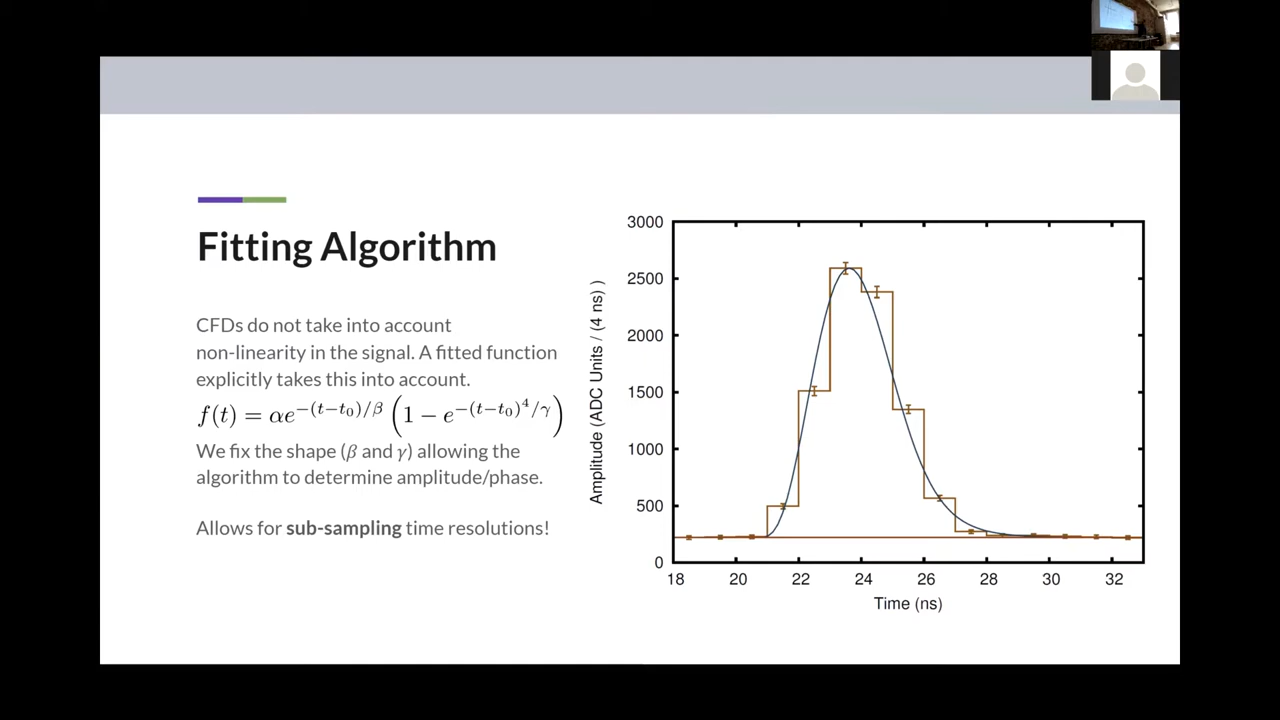 Fitting Algorithm
CFDs do not take into account
non-linearity in the signal. A fitted function
explicitly takes this into account.
f(t) = αe^{−(t−t₀)/β} (1 − e^{−(t−t₀)⁴/γ})
We fix the shape (β and γ) allowing the
algorithm to determine amplitude/phase.
Allows for sub-sampling time resolutions!
Amplitude (ADC Units / (4 ns) )
3000
2500
2000
1500
1000
500
0
18 20 22 24 26 28 30 32
Time (ns)